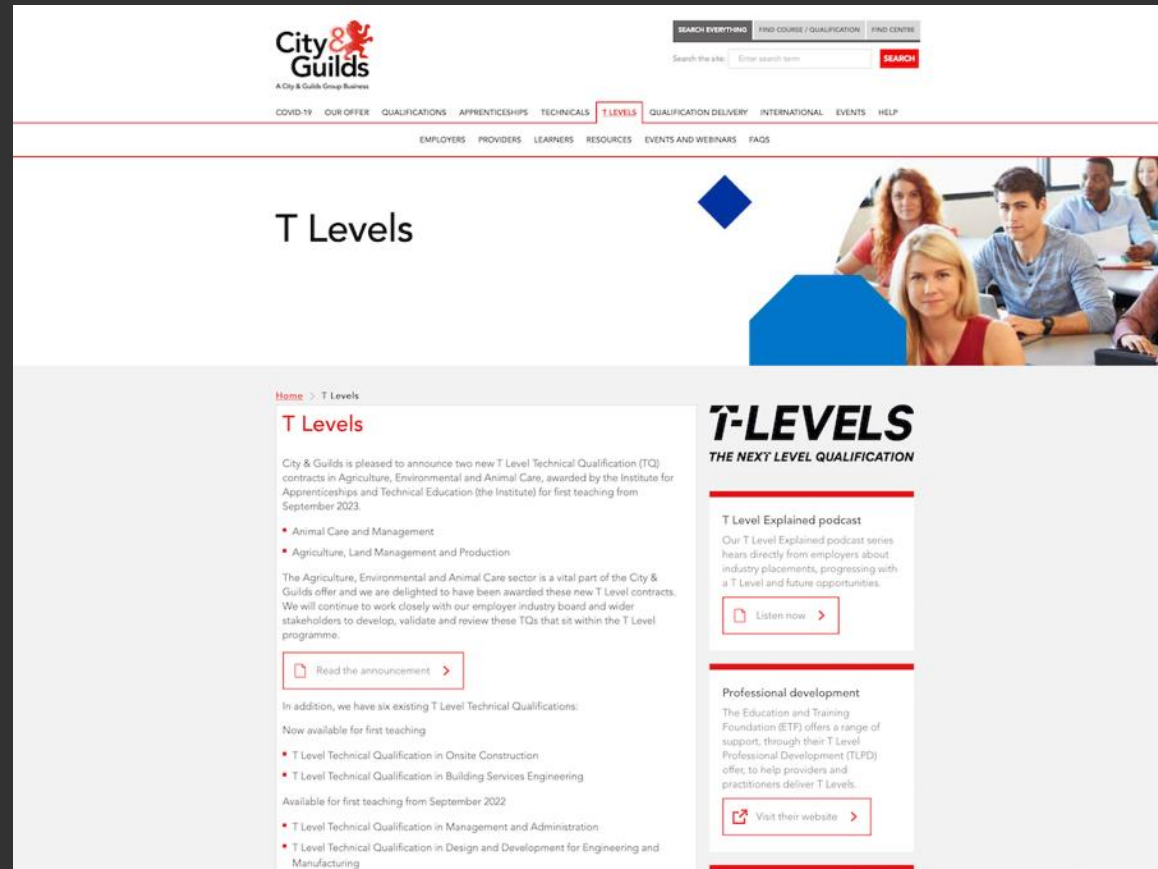 City&
Guilds
A City & Guilds Group Business
SEARCH EVERYTHING FIND COURSE / QUALIFICATION FIND CENTRE
Search the site: Enter search term SEARCH
COVID-19 OUR OFFER QUALIFICATIONS APPRENTICESHIPS TECHNICALS T LEVELS QUALIFICATION DELIVERY INTERNATIONAL EVENTS HELP
EMPLOYERS PROVIDERS LEARNERS RESOURCES EVENTS AND WEBINARS FAQS
T Levels
Home > T Levels
T Levels
City & Guilds is pleased to announce two new T Level Technical Qualification (TQ)
contracts in Agriculture, Environmental and Animal Care, awarded by the Institute for
Apprenticeships and Technical Education (the Institute) for first teaching from
September 2023.
Animal Care and Management
Agriculture, Land Management and Production
The Agriculture, Environmental and Animal Care sector is a vital part of the City &
Guilds offer and we are delighted to have been awarded these new T Level contracts.
We will continue to work closely with our employer industry board and wider
stakeholders to develop, validate and review these TQs that sit within the T Level
programme.
Read the announcement
In addition, we have six existing T Level Technical Qualifications:
Now available for first teaching
T Level Technical Qualification in Onsite Construction
T Level Technical Qualification in Building Services Engineering
Available for first teaching from September 2022
T Level Technical Qualification in Management and Administration
T Level Technical Qualification in Design and Development for Engineering and
Manufacturing
T-LEVELS
THE NEXT LEVEL QUALIFICATION
T Level Explained podcast
Our T Level Explained podcast series
hears directly from employers about
industry placements, progressing with
a T Level and future opportunities.
Listen now
Professional development
The Education and Training
Foundation (ETF) offers a range of
support, through their T Level
Professional Development (TLPD)
offer, to help providers and
practitioners deliver T Levels.
Visit their website